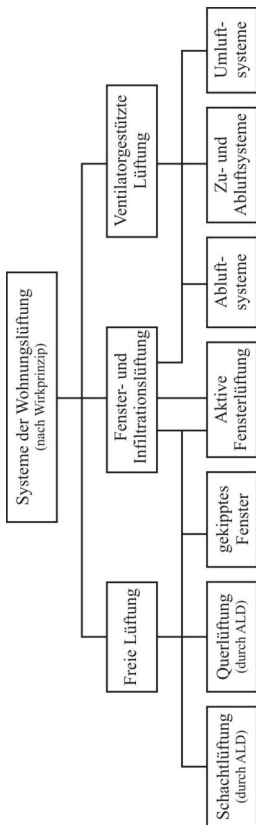 Systeme der Wohnungslüftung
(nach Wirkprinzip)
Freie Lüftung
Fenster- und
Infiltrationslüftung
Ventilatorgestützte
Lüftung
Schachtlüftung
(durch ALD)
Querlüftung
(durch ALD)
gekipptes
Fenster
Aktive
Fensterlüftung
Abluft-
systeme
Zu- und
Abluftsysteme
Umluft-
systeme